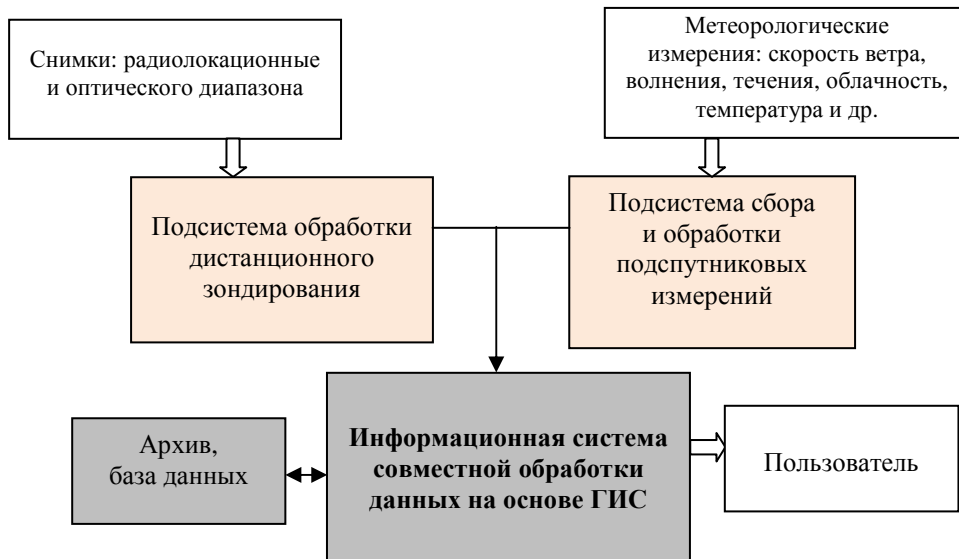 Снимки: радиолокационные
и оптического диапазона
Метеорологические
измерения: скорость ветра,
волнения, течения, облачность,
температура и др.
Подсистема обработки
дистанционного
зондирования
Подсистема сбора
и обработки
подспутниковых
измерений
Архив,
база данных
Информационная система
совместной обработки
данных на основе ГИС
Пользователь